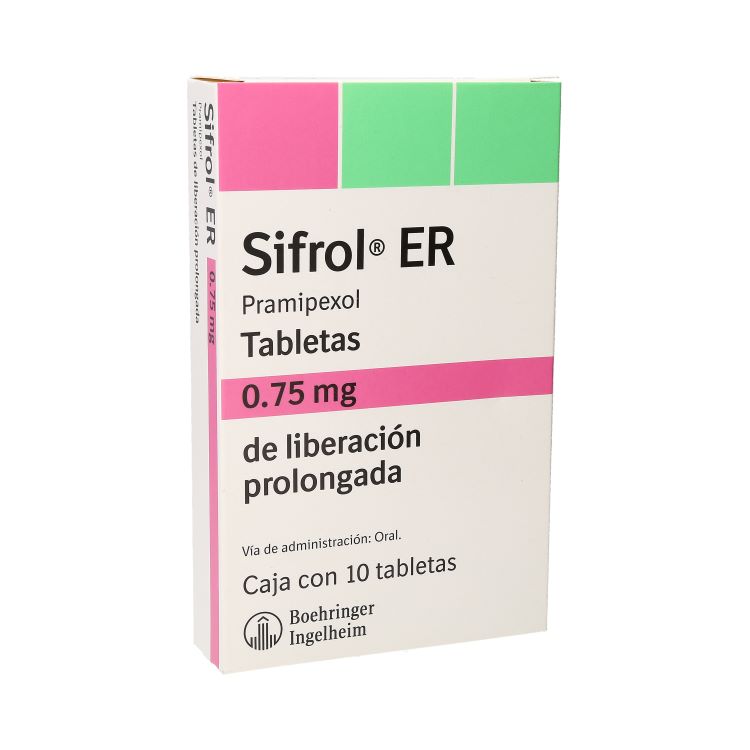 Sifrol® ER
Pramipexol
Tabletas
0.75 mg
de liberación
prolongada
Vía de administración: Oral.
Caja con 10 tabletas
Boehringer
Ingelheim
Sifrol® ER 0.75 mg
Pramipexol
Tabletas de liberación prolongada